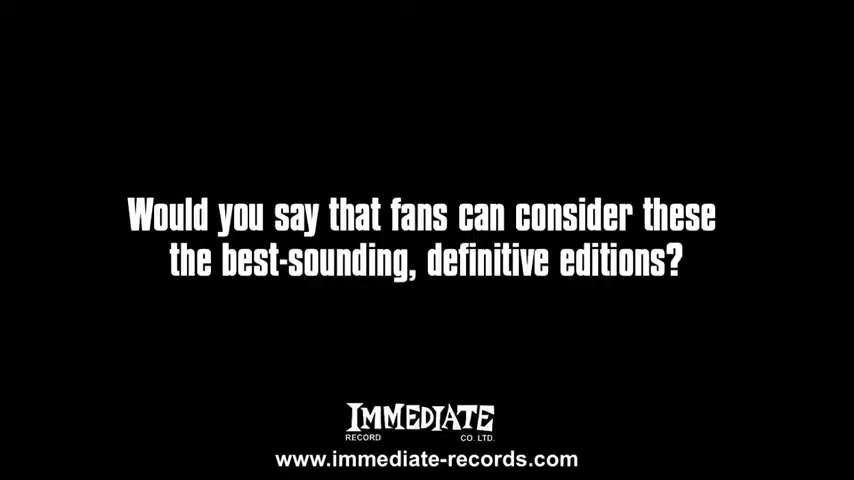 Would you say that fans can consider these
the best-sounding, definitive editions?
IMMEDIATE
RECORD CO. LTD.
www.immediate-records.com